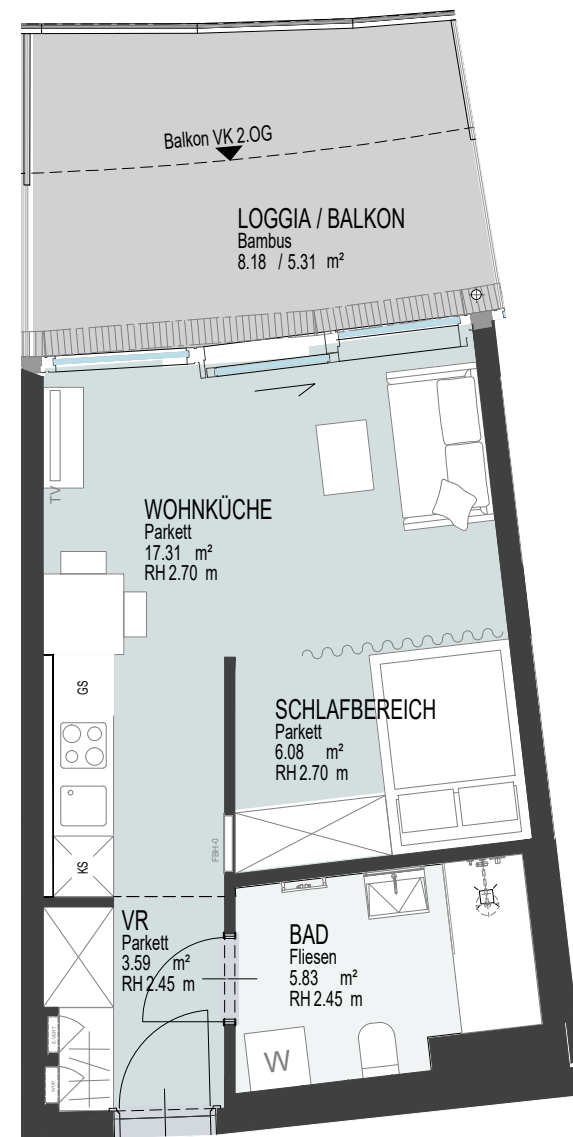 Balkon VK 2.OG
LOGGIA / BALKON
Bambus
8.18 / 5.31 m²
TV
WOHNKÜCHE
Parkett
17.31 m²
RH 2.70 m
GS
SCHLAFBEREICH
Parkett
6.08 m²
RH 2.70 m
KS
VR
Parkett
3.59 m²
RH 2.45 m
BAD
Fliesen
5.83 m²
RH 2.45 m
W